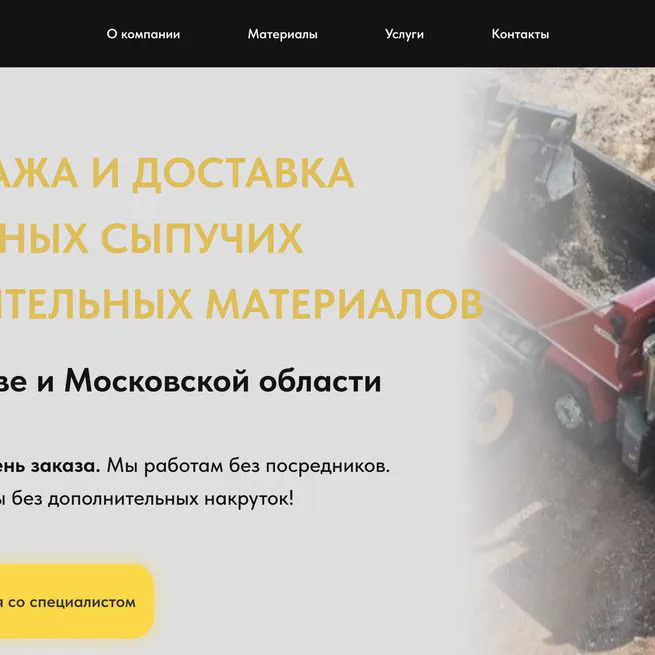 О компании Материалы Услуги Контакты
АЖА И ДОСТАВКА
НЫХ СЫПУЧИХ
ИТЕЛЬНЫХ МАТЕРИАЛОВ
ве и Московской области
ень заказа. Мы работам без посредников.
ы без дополнительных накруток!
я со специалистом